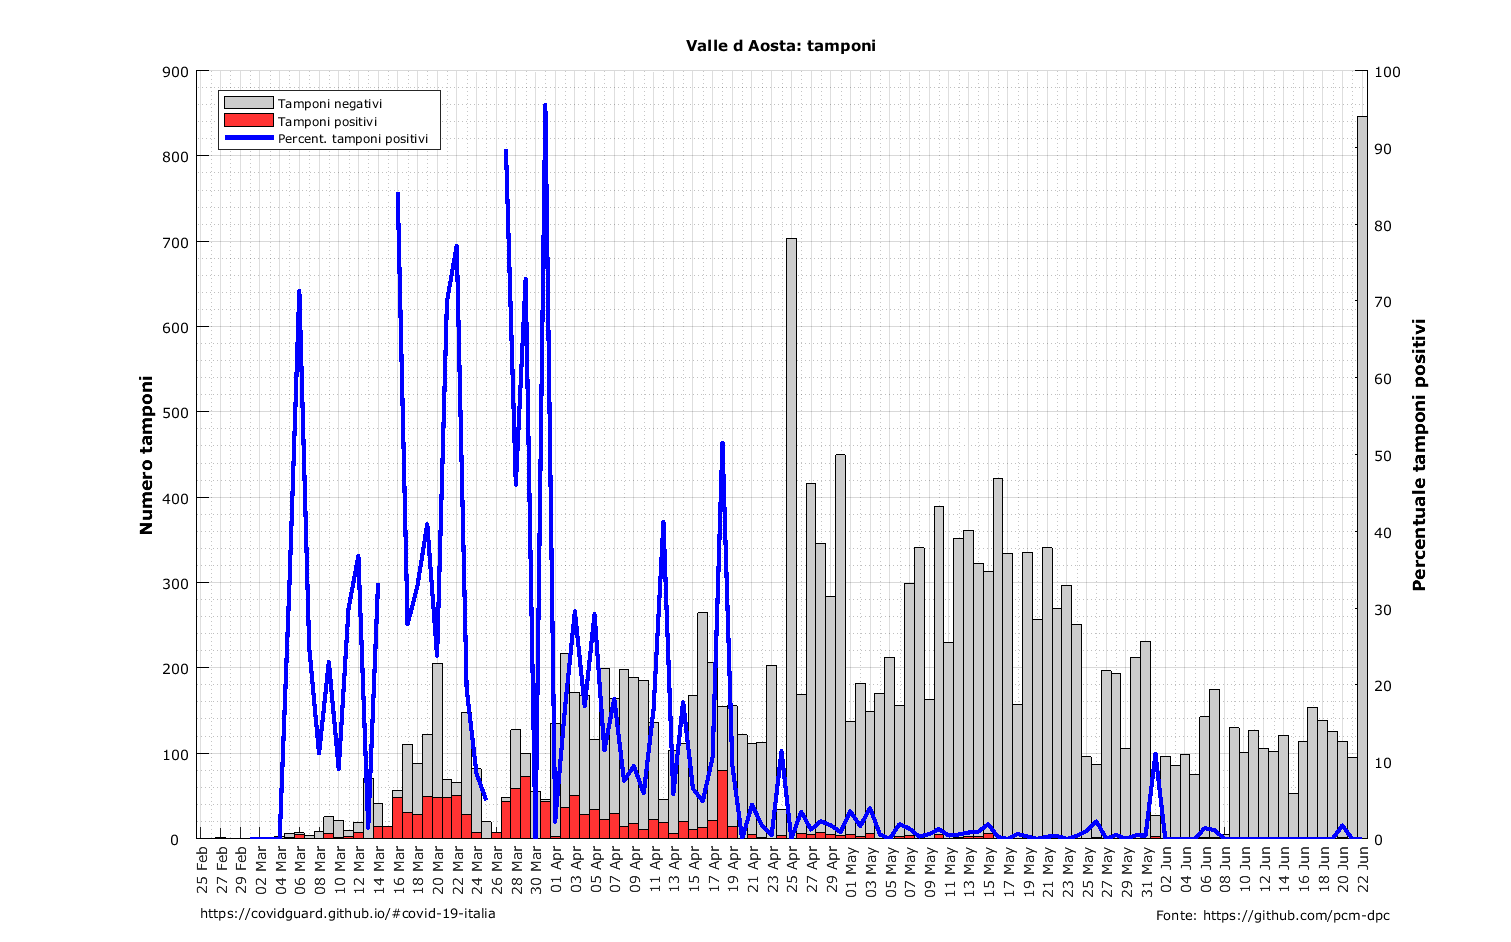 Valle d Aosta: tamponi
Tamponi negativi
Tamponi positivi
Percent. tamponi positivi
Numero tamponi
900
800
700
600
500
400
300
200
100
0
Percentuale tamponi positivi
100
90
80
70
60
50
40
30
20
10
0
25 Feb
27 Feb
29 Feb
02 Mar
04 Mar
06 Mar
08 Mar
10 Mar
12 Mar
14 Mar
16 Mar
18 Mar
20 Mar
22 Mar
24 Mar
26 Mar
28 Mar
30 Mar
01 Apr
03 Apr
05 Apr
07 Apr
09 Apr
11 Apr
13 Apr
15 Apr
17 Apr
19 Apr
21 Apr
23 Apr
25 Apr
27 Apr
29 Apr
01 May
03 May
05 May
07 May
09 May
11 May
13 May
15 May
17 May
19 May
21 May
23 May
25 May
27 May
29 May
31 May
02 Jun
04 Jun
06 Jun
08 Jun
10 Jun
12 Jun
14 Jun
16 Jun
18 Jun
20 Jun
22 Jun
https://covidguard.github.io/#covid-19-italia
Fonte: https://github.com/pcm-dpc